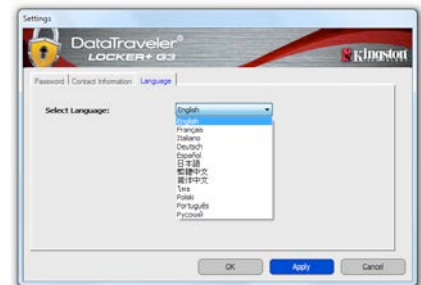 Settings
DataTraveler®
LOCKER+ G3
Kingston
Password Contact Information Language
Select Language: English
English
Français
Italiano
Deutsch
Español
日本語
繁體中文
简体中文
ไทย
Polski
Português
Русский
OK Apply Cancel